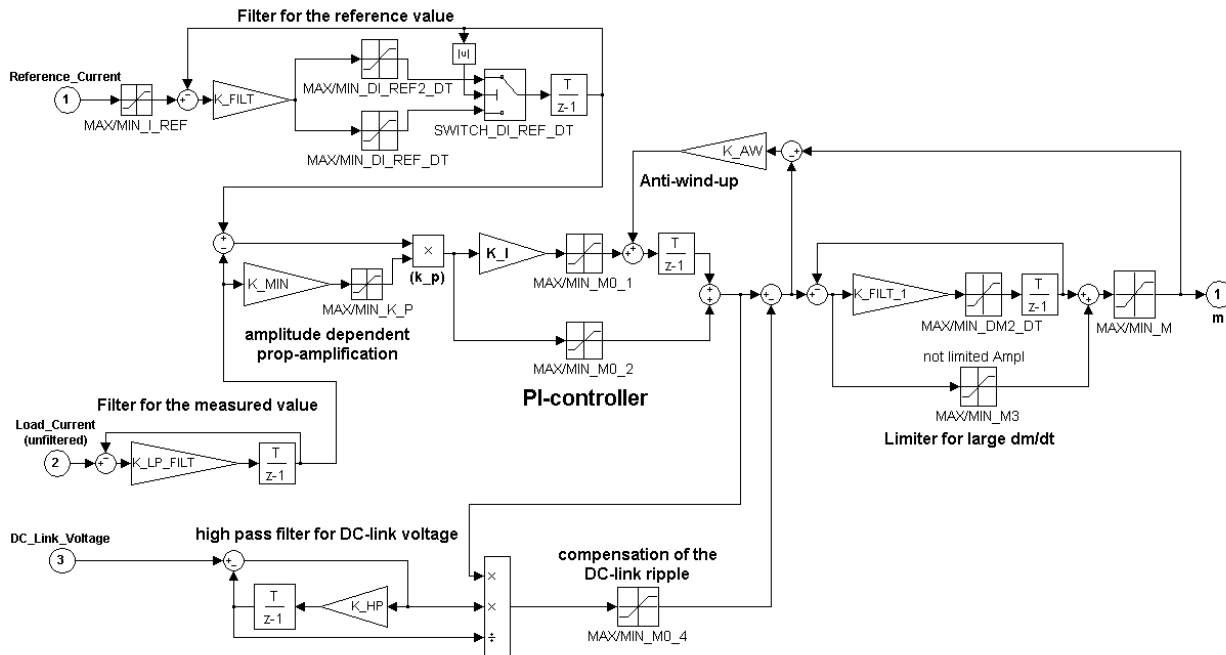 Filter for the reference value
Reference_Current
1
MAX/MIN_I_REF
K_FILT
MAX/MIN_DI_REF2_DT
MAX/MIN_DI_REF_DT
|u|
SWITCH_DI_REF_DT
T
z-1
K_AW
Anti-wind-up
K_MIN
MAX/MIN_K_P
×
(k_p)
amplitude dependent
prop-amplification
K_I
MAX/MIN_M0_1
T
z-1
MAX/MIN_M0_2
PI-controller
K_FILT_1
MAX/MIN_DM2_DT
T
z-1
MAX/MIN_M
1
m
not limited Ampl
MAX/MIN_M3
Limiter for large dm/dt
Filter for the measured value
Load_Current
(unfiltered)
2
K_LP_FILT
T
z-1
high pass filter for DC-link voltage
DC_Link_Voltage
3
T
z-1
K_HP
×
×
÷
compensation of the
DC-link ripple
MAX/MIN_M0_4